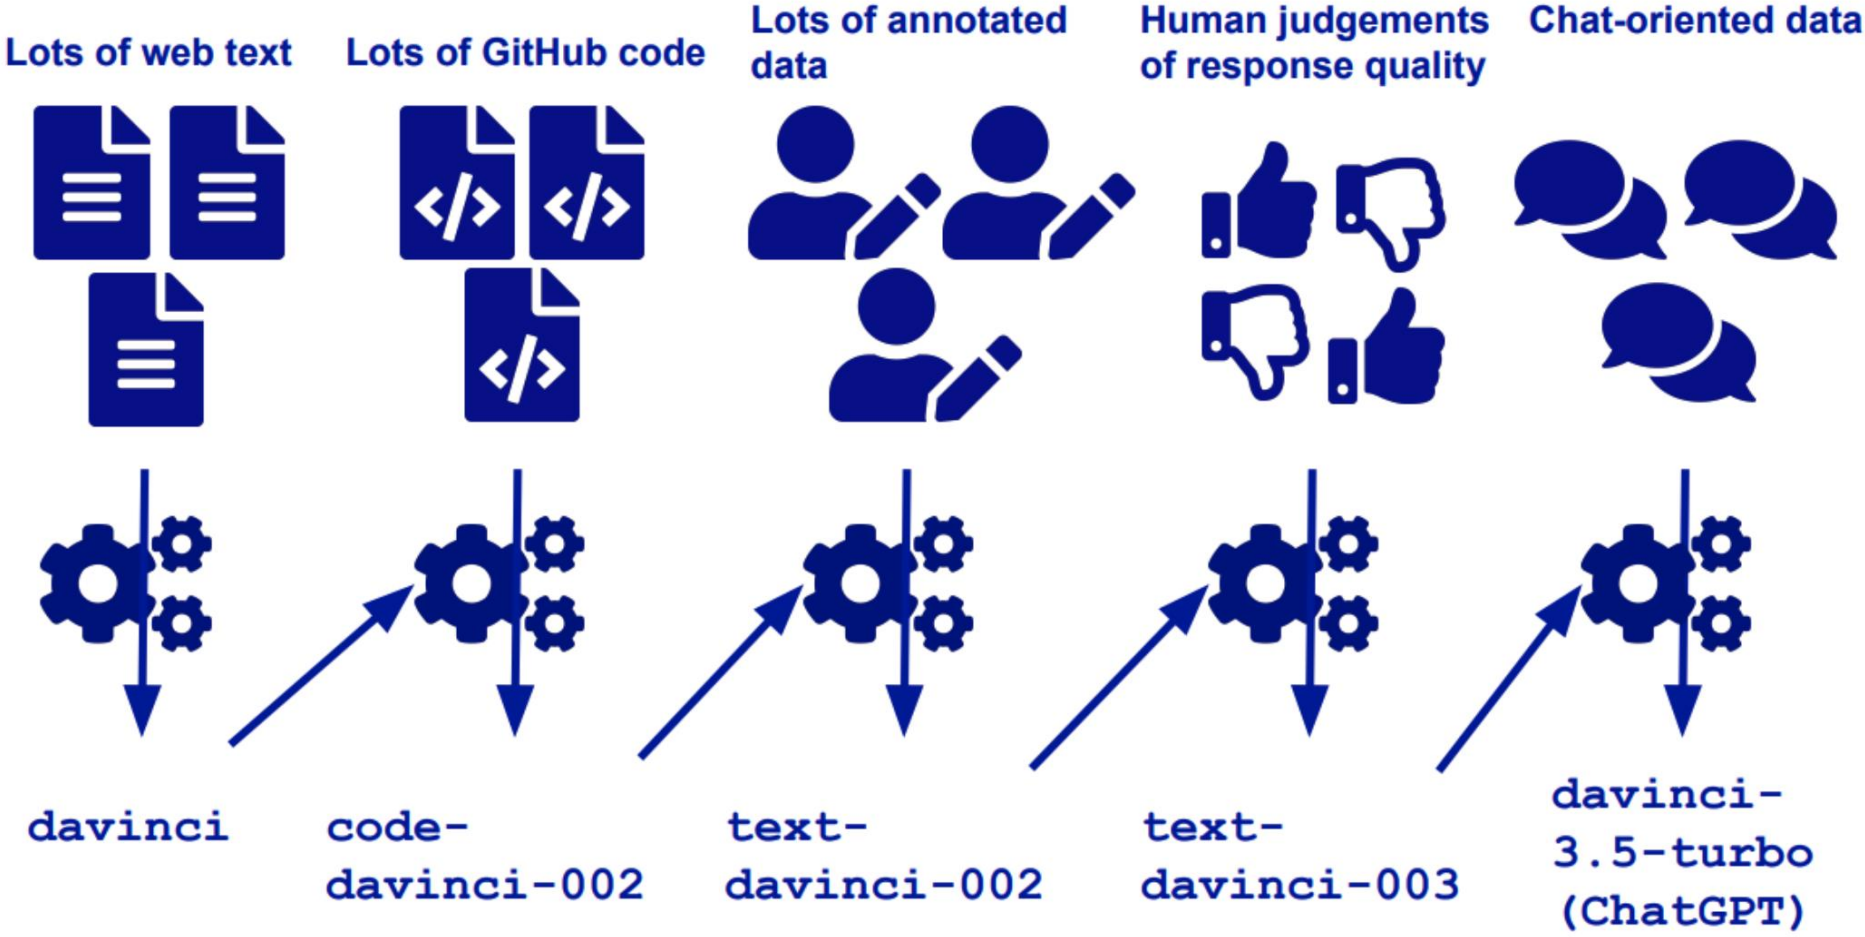 Lots of web text
Lots of GitHub code
Lots of annotated
data
Human judgements
of response quality
Chat-oriented data
</>
</>
</>
davinci
code-
davinci-002
text-
davinci-002
text-
davinci-003
davinci-
3.5-turbo
(ChatGPT)